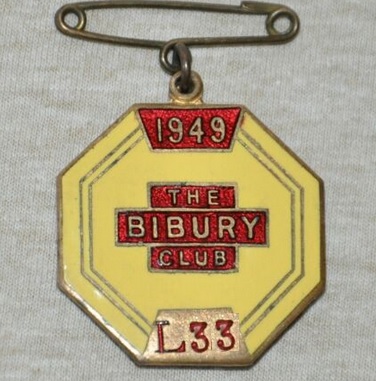 1949
THE
BIBURY
CLUB
L33